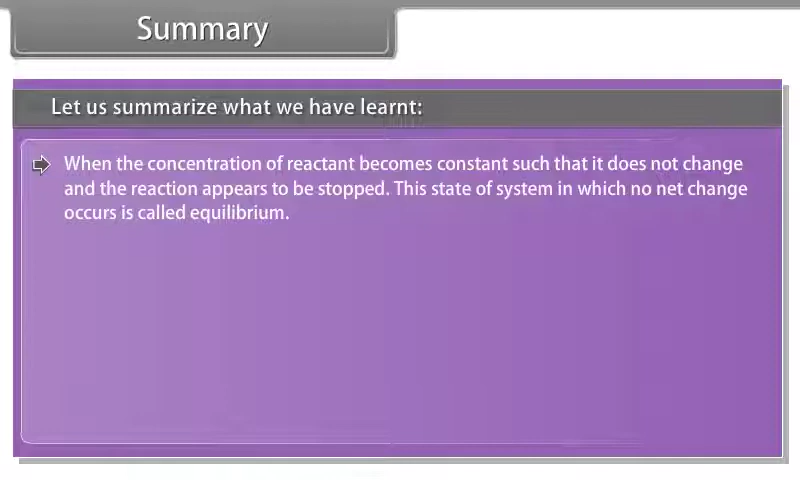 Summary
Let us summarize what we have learnt:
When the concentration of reactant becomes constant such that it does not change
and the reaction appears to be stopped. This state of system in which no net change
occurs is called equilibrium.